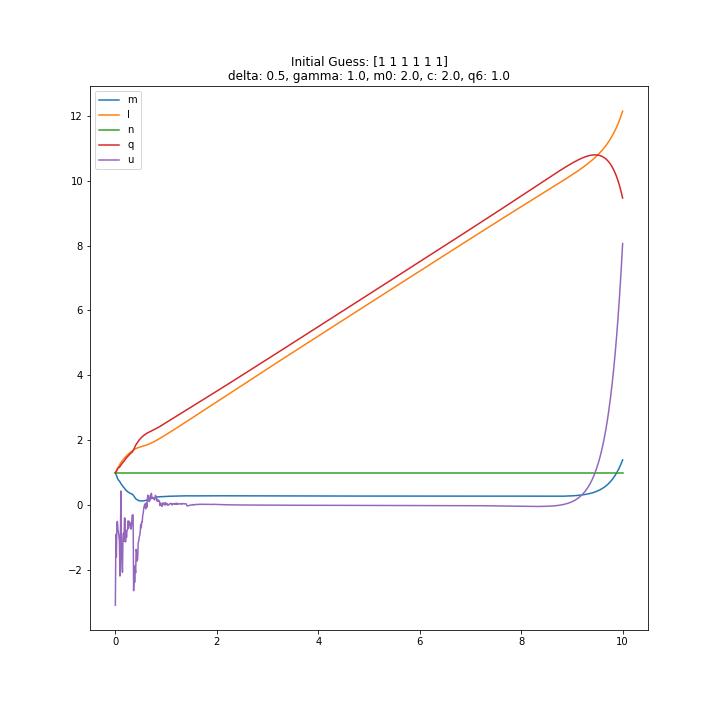 Initial Guess: [1 1 1 1 1 1]
delta: 0.5, gamma: 1.0, m0: 2.0, c: 2.0, q6: 1.0
m
l
n
q
u
12
10
8
6
4
2
0
−2
0 2 4 6 8 10